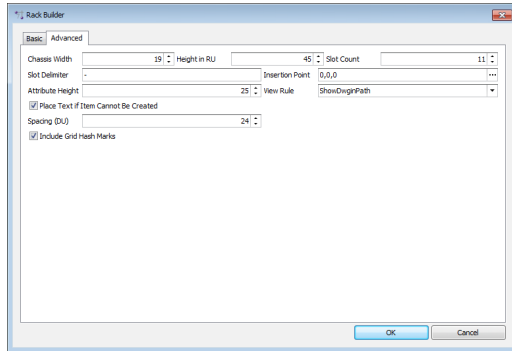 Rack Builder
Basic Advanced
Chassis Width 19 Height in RU 45 Slot Count 11
Slot Delimiter - Insertion Point 0,0,0 ...
Attribute Height 25 View Rule ShowDwginPath
Place Text if Item Cannot Be Created
Spacing (DU) 24
Include Grid Hash Marks
OK Cancel